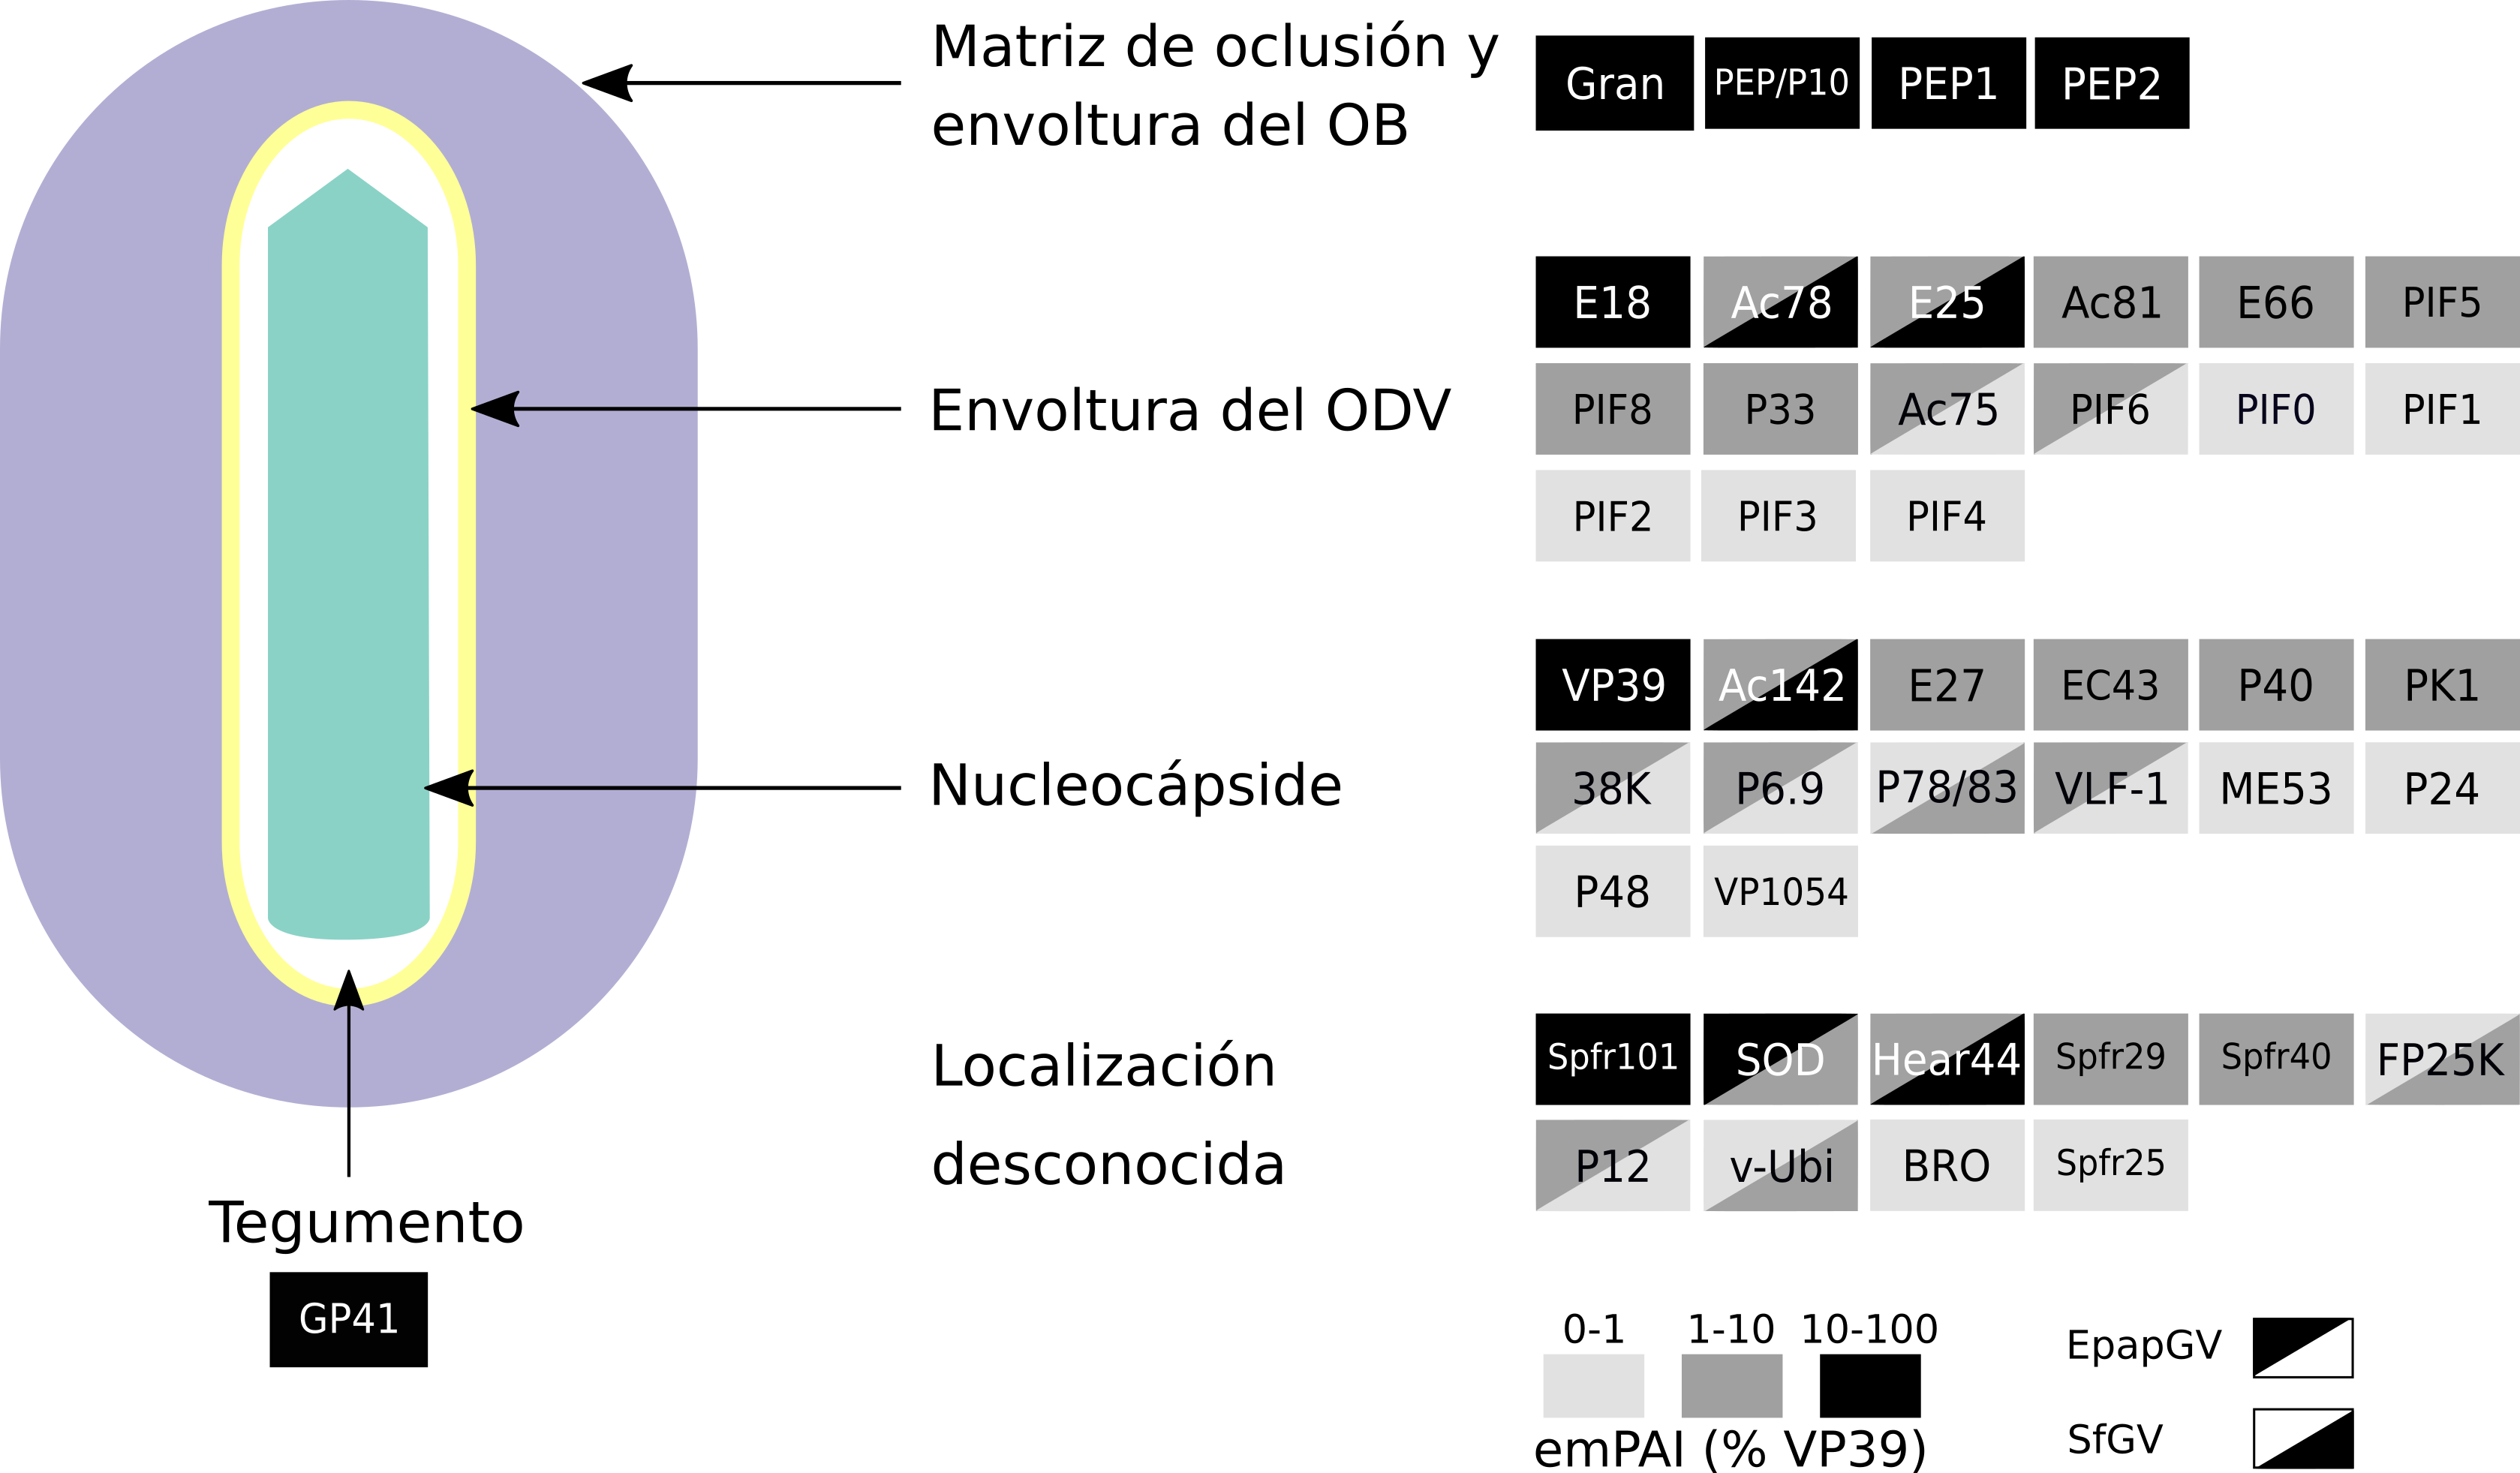 Matriz de oclusión y
envoltura del OB
Gran PEP/P10 PEP1 PEP2
Envoltura del ODV
E18 Ac78 E25 Ac81 E66 PIF5
PIF8 P33 Ac75 PIF6 PIF0 PIF1
PIF2 PIF3 PIF4
Nucleocápside
VP39 Ac142 E27 EC43 P40 PK1
38K P6.9 P78/83 VLF-1 ME53 P24
P48 VP1054
Localización
desconocida
Spfr101 SOD Hear44 Spfr29 Spfr40 FP25K
P12 v-Ubi BRO Spfr25
Tegumento
GP41
0-1 1-10 10-100
emPAI (% VP39)
EpapGV
SfGV